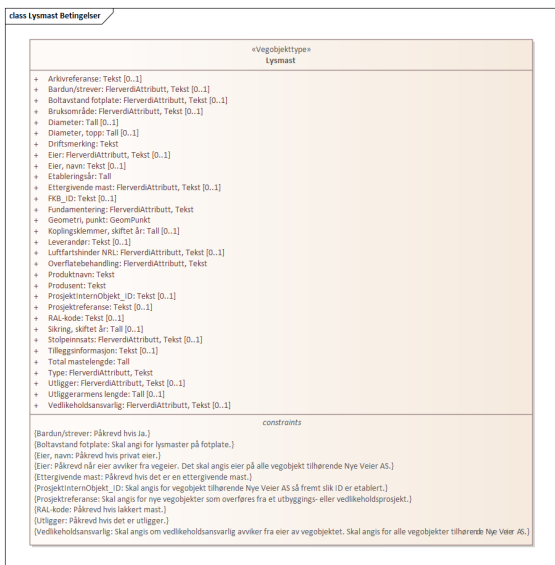 class Lysmast Betingelser
«Vegobjekttype»
Lysmast
+ Arkivreferanse: Tekst [0..1]
+ Bardun/strever: FlerverdiAttributt, Tekst [0..1]
+ Boltavstand fotplate: FlerverdiAttributt, Tekst [0..1]
+ Bruksområde: FlerverdiAttributt, Tekst [0..1]
+ Diameter: Tall [0..1]
+ Diameter, topp: Tall [0..1]
+ Driftsmerking: Tekst
+ Eier: FlerverdiAttributt, Tekst [0..1]
+ Eier, navn: Tekst [0..1]
+ Etableringsår: Tall
+ Ettergivende mast: FlerverdiAttributt, Tekst [0..1]
+ FKB_ID: Tekst [0..1]
+ Fundamentering: FlerverdiAttributt, Tekst
+ Geometri, punkt: GeomPunkt
+ Koplingsklemmer, skiftet år: Tall [0..1]
+ Leverandør: Tekst [0..1]
+ Luftfartshinder NRL: FlerverdiAttributt, Tekst [0..1]
+ Overflatebehandling: FlerverdiAttributt, Tekst
+ Produktnavn: Tekst
+ Produsent: Tekst
+ ProsjektInternObjekt_ID: Tekst [0..1]
+ Prosjektreferanse: Tekst [0..1]
+ RAL-kode: Tekst [0..1]
+ Sikring, skiftet år: Tall [0..1]
+ Stolpeinnsats: FlerverdiAttributt, Tekst [0..1]
+ Tilleggsinformasjon: Tekst [0..1]
+ Total mastelengde: Tall
+ Type: FlerverdiAttributt, Tekst
+ Utligger: FlerverdiAttributt, Tekst [0..1]
+ Utliggerarmens lengde: Tall [0..1]
+ Vedlikeholdsansvarlig: FlerverdiAttributt, Tekst [0..1]
constraints
{Bardun/strever: Påkrevd hvis Ja.}
{Boltavstand fotplate: Skal angi for lysmaster på fotplate.}
{Eier, navn: Påkrevd hvis privat eier.}
{Eier: Påkrevd når eier avviker fra vegeier. Det skal angis eier på alle vegobjekt tilhørende Nye Veier AS.}
{Ettergivende mast: Påkrevd hvis det er en ettergivende mast.}
{ProsjektInternObjekt_ID: Skal angis for vegobjekt tilhørende Nye Veier AS så fremt slik ID er etablert.}
{Prosjektreferanse: Skal angis for nye vegobjekter som overføres fra et utbyggings- eller vedlikeholdsprosjekt.}
{RAL-kode: Påkrevd hvis lakkert mast.}
{Utligger: Påkrevd hvis det er utligger.}
{Vedlikeholdsansvarlig: Skal angis om vedlikeholdsansvarlig avviker fra eier av vegobjektet. Skal angis for alle vegobjekter tilhørende Nye Veier AS.}